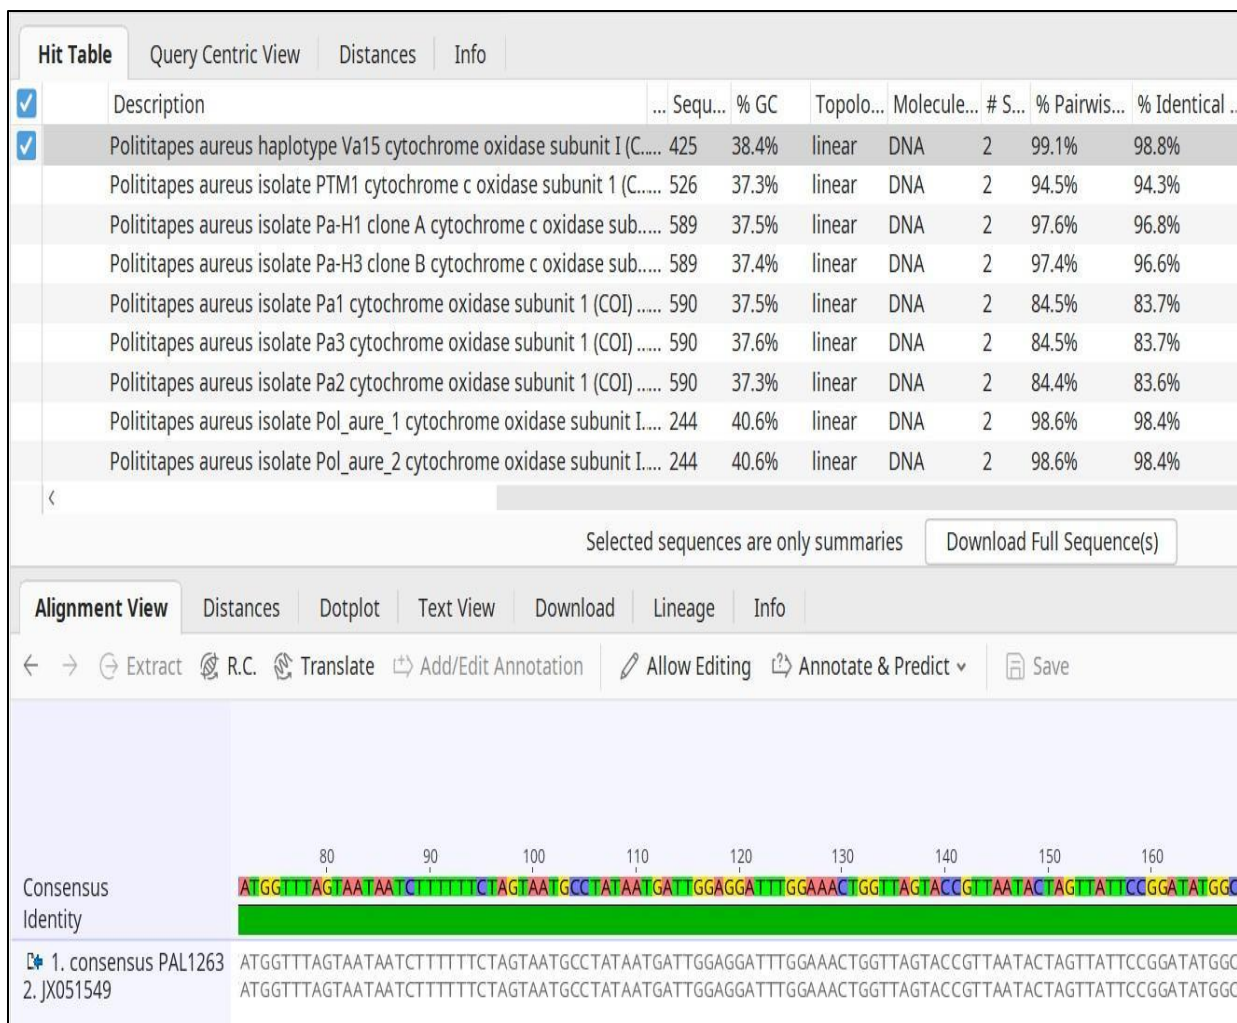 Hit Table Query Centric View Distances Info
Description ... Sequ... % GC Topolo... Molecule... # S... % Pairwis... % Identical ..
Polititapes aureus haplotype Va15 cytochrome oxidase subunit I (C..... 425 38.4% linear DNA 2 99.1% 98.8%
Polititapes aureus isolate PTM1 cytochrome c oxidase subunit 1 (C..... 526 37.3% linear DNA 2 94.5% 94.3%
Polititapes aureus isolate Pa-H1 clone A cytochrome c oxidase sub..... 589 37.5% linear DNA 2 97.6% 96.8%
Polititapes aureus isolate Pa-H3 clone B cytochrome c oxidase sub..... 589 37.4% linear DNA 2 97.4% 96.6%
Polititapes aureus isolate Pa1 cytochrome oxidase subunit 1 (COI) ...... 590 37.5% linear DNA 2 84.5% 83.7%
Polititapes aureus isolate Pa3 cytochrome oxidase subunit 1 (COI) ...... 590 37.6% linear DNA 2 84.5% 83.7%
Polititapes aureus isolate Pa2 cytochrome oxidase subunit 1 (COI) ...... 590 37.3% linear DNA 2 84.4% 83.6%
Polititapes aureus isolate Pol_aure_1 cytochrome oxidase subunit I..... 244 40.6% linear DNA 2 98.6% 98.4%
Polititapes aureus isolate Pol_aure_2 cytochrome oxidase subunit I..... 244 40.6% linear DNA 2 98.6% 98.4%
Selected sequences are only summaries Download Full Sequence(s)
Alignment View Distances Dotplot Text View Download Lineage Info
Extract R.C. Translate Add/Edit Annotation Allow Editing Annotate & Predict Save
80 90 100 110 120 130 140 150 160
Consensus ATGGTTTAGTAATAATCTTTTTTCTAGTAATGCCTATAATGATTGGAGGATTTGGAAACTGGTTAGTACCGTTAATACTAGTTATTCCGGATATGGC
Identity
1. consensus PAL1263 ATGGTTTAGTAATAATCTTTTTTCTAGTAATGCCTATAATGATTGGAGGATTTGGAAACTGGTTAGTACCGTTAATACTAGTTATTCCGGATATGGC
2. JX051549 ATGGTTTAGTAATAATCTTTTTTCTAGTAATGCCTATAATGATTGGAGGATTTGGAAACTGGTTAGTACCGTTAATACTAGTTATTCCGGATATGGC